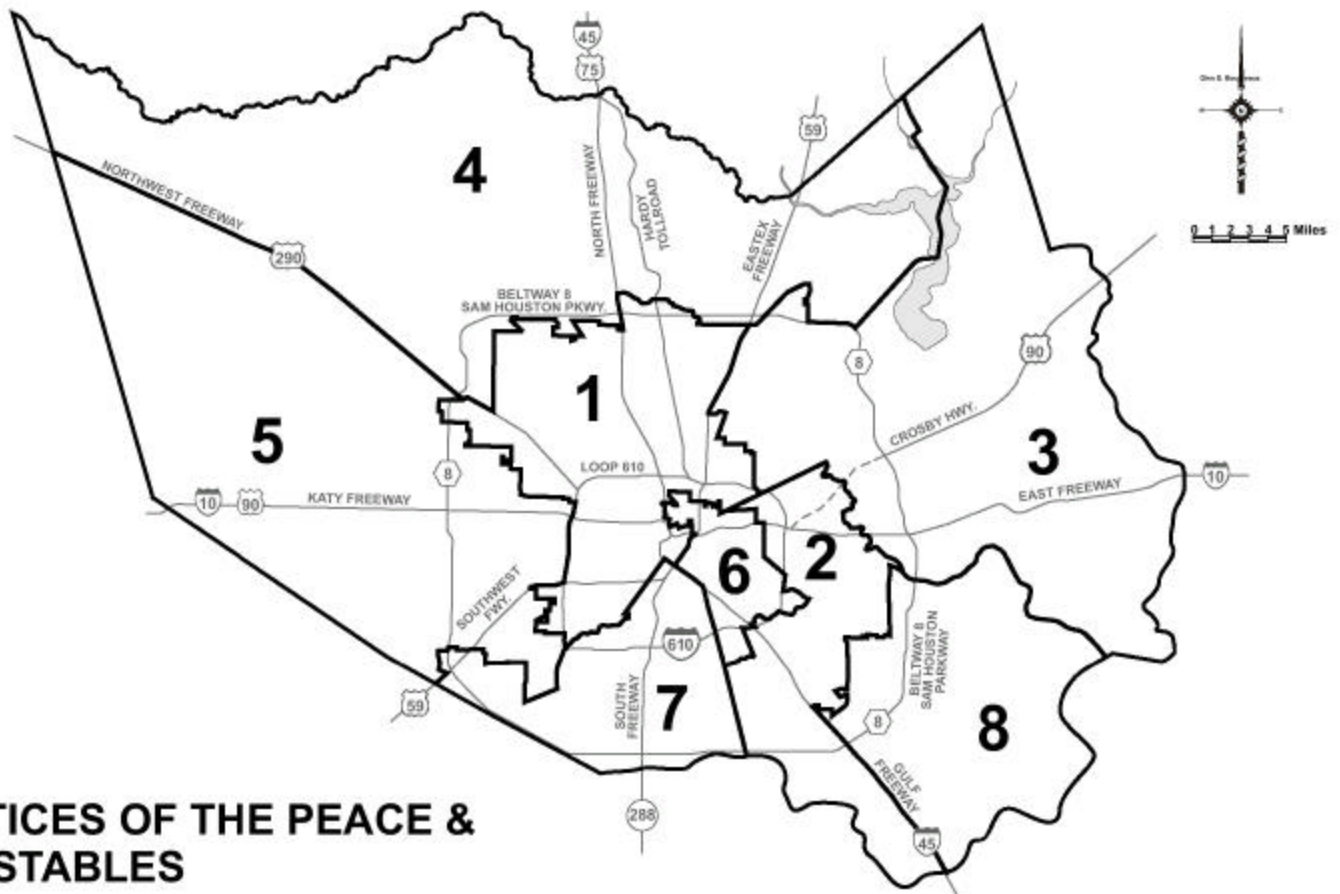 45
75
59
NORTHWEST FREEWAY
4
NORTH FREEWAY
HARDY
TOLLROAD
EASTEX
FREEWAY
0 1 2 3 4 5 Miles
290
BELTWAY 8
SAM HOUSTON PKWY.
8
90
1
5
CROSBY HWY.
3
8
LOOP 610
10
90
KATY FREEWAY
EAST FREEWAY
10
6
2
SOUTHWEST
FWY.
610
BELTWAY 8
SAM HOUSTON
PARKWAY
59
SOUTH
FREEWAY
7
8
8
GULF
FREEWAY
288
45
TICES OF THE PEACE &
STABLES